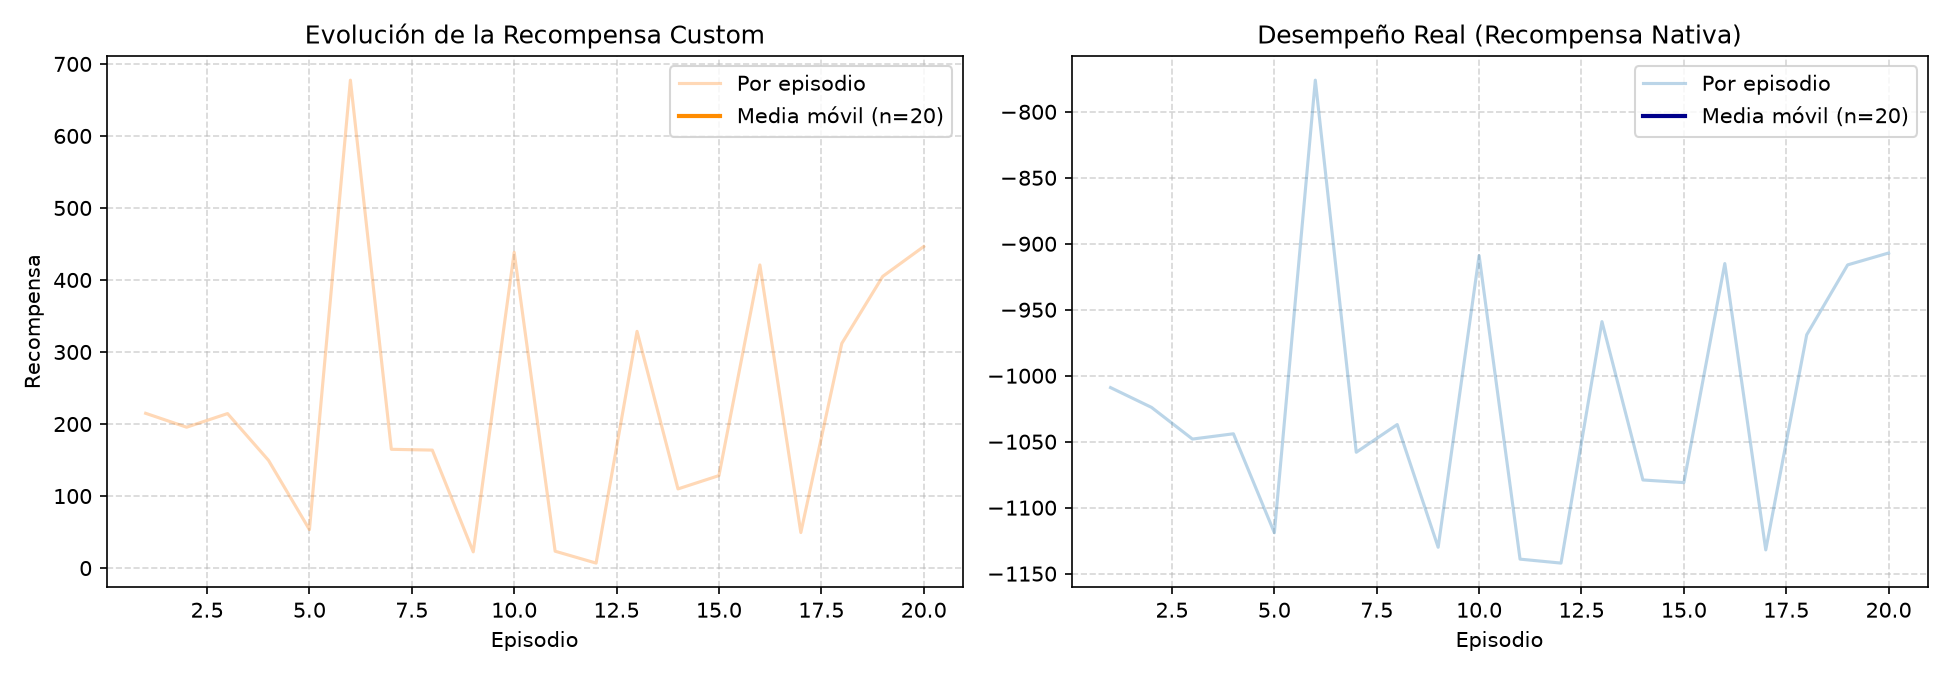 Evolución de la Recompensa Custom
700
600
500
400
300
200
100
0
Recompensa
Por episodio
Media móvil (n=20)
2.5 5.0 7.5 10.0 12.5 15.0 17.5 20.0
Episodio
Desempeño Real (Recompensa Nativa)
−800
−850
−900
−950
−1000
−1050
−1100
−1150
Por episodio
Media móvil (n=20)
2.5 5.0 7.5 10.0 12.5 15.0 17.5 20.0
Episodio